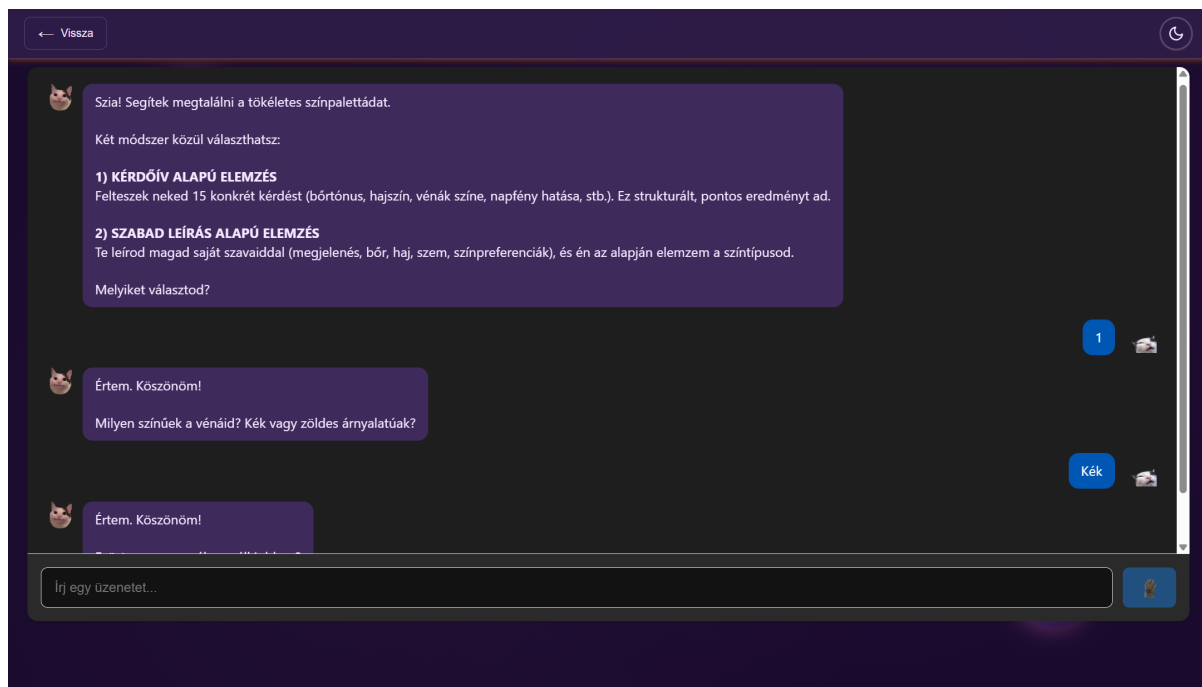 ← Vissza
Szia! Segítek megtalálni a tökéletes színpalettádat.
Két módszer közül választhatsz:
1) KÉRDŐÍV ALAPÚ ELEMZÉS
Felteszek neked 15 konkrét kérdést (bőrtónus, hajszín, vénák színe, napfény hatása, stb.). Ez strukturált, pontos eredményt ad.
2) SZABAD LEÍRÁS ALAPÚ ELEMZÉS
Te leírod magad saját szavaiddal (megjelenés, bőr, haj, szem, színpreferenciák), és én az alapján elemzem a színtípusod.
Melyiket választod?
1
Értem. Köszönöm!
Milyen színűek a vénáid? Kék vagy zöldes árnyalatúak?
Kék
Értem. Köszönöm!
Írj egy üzenetet...